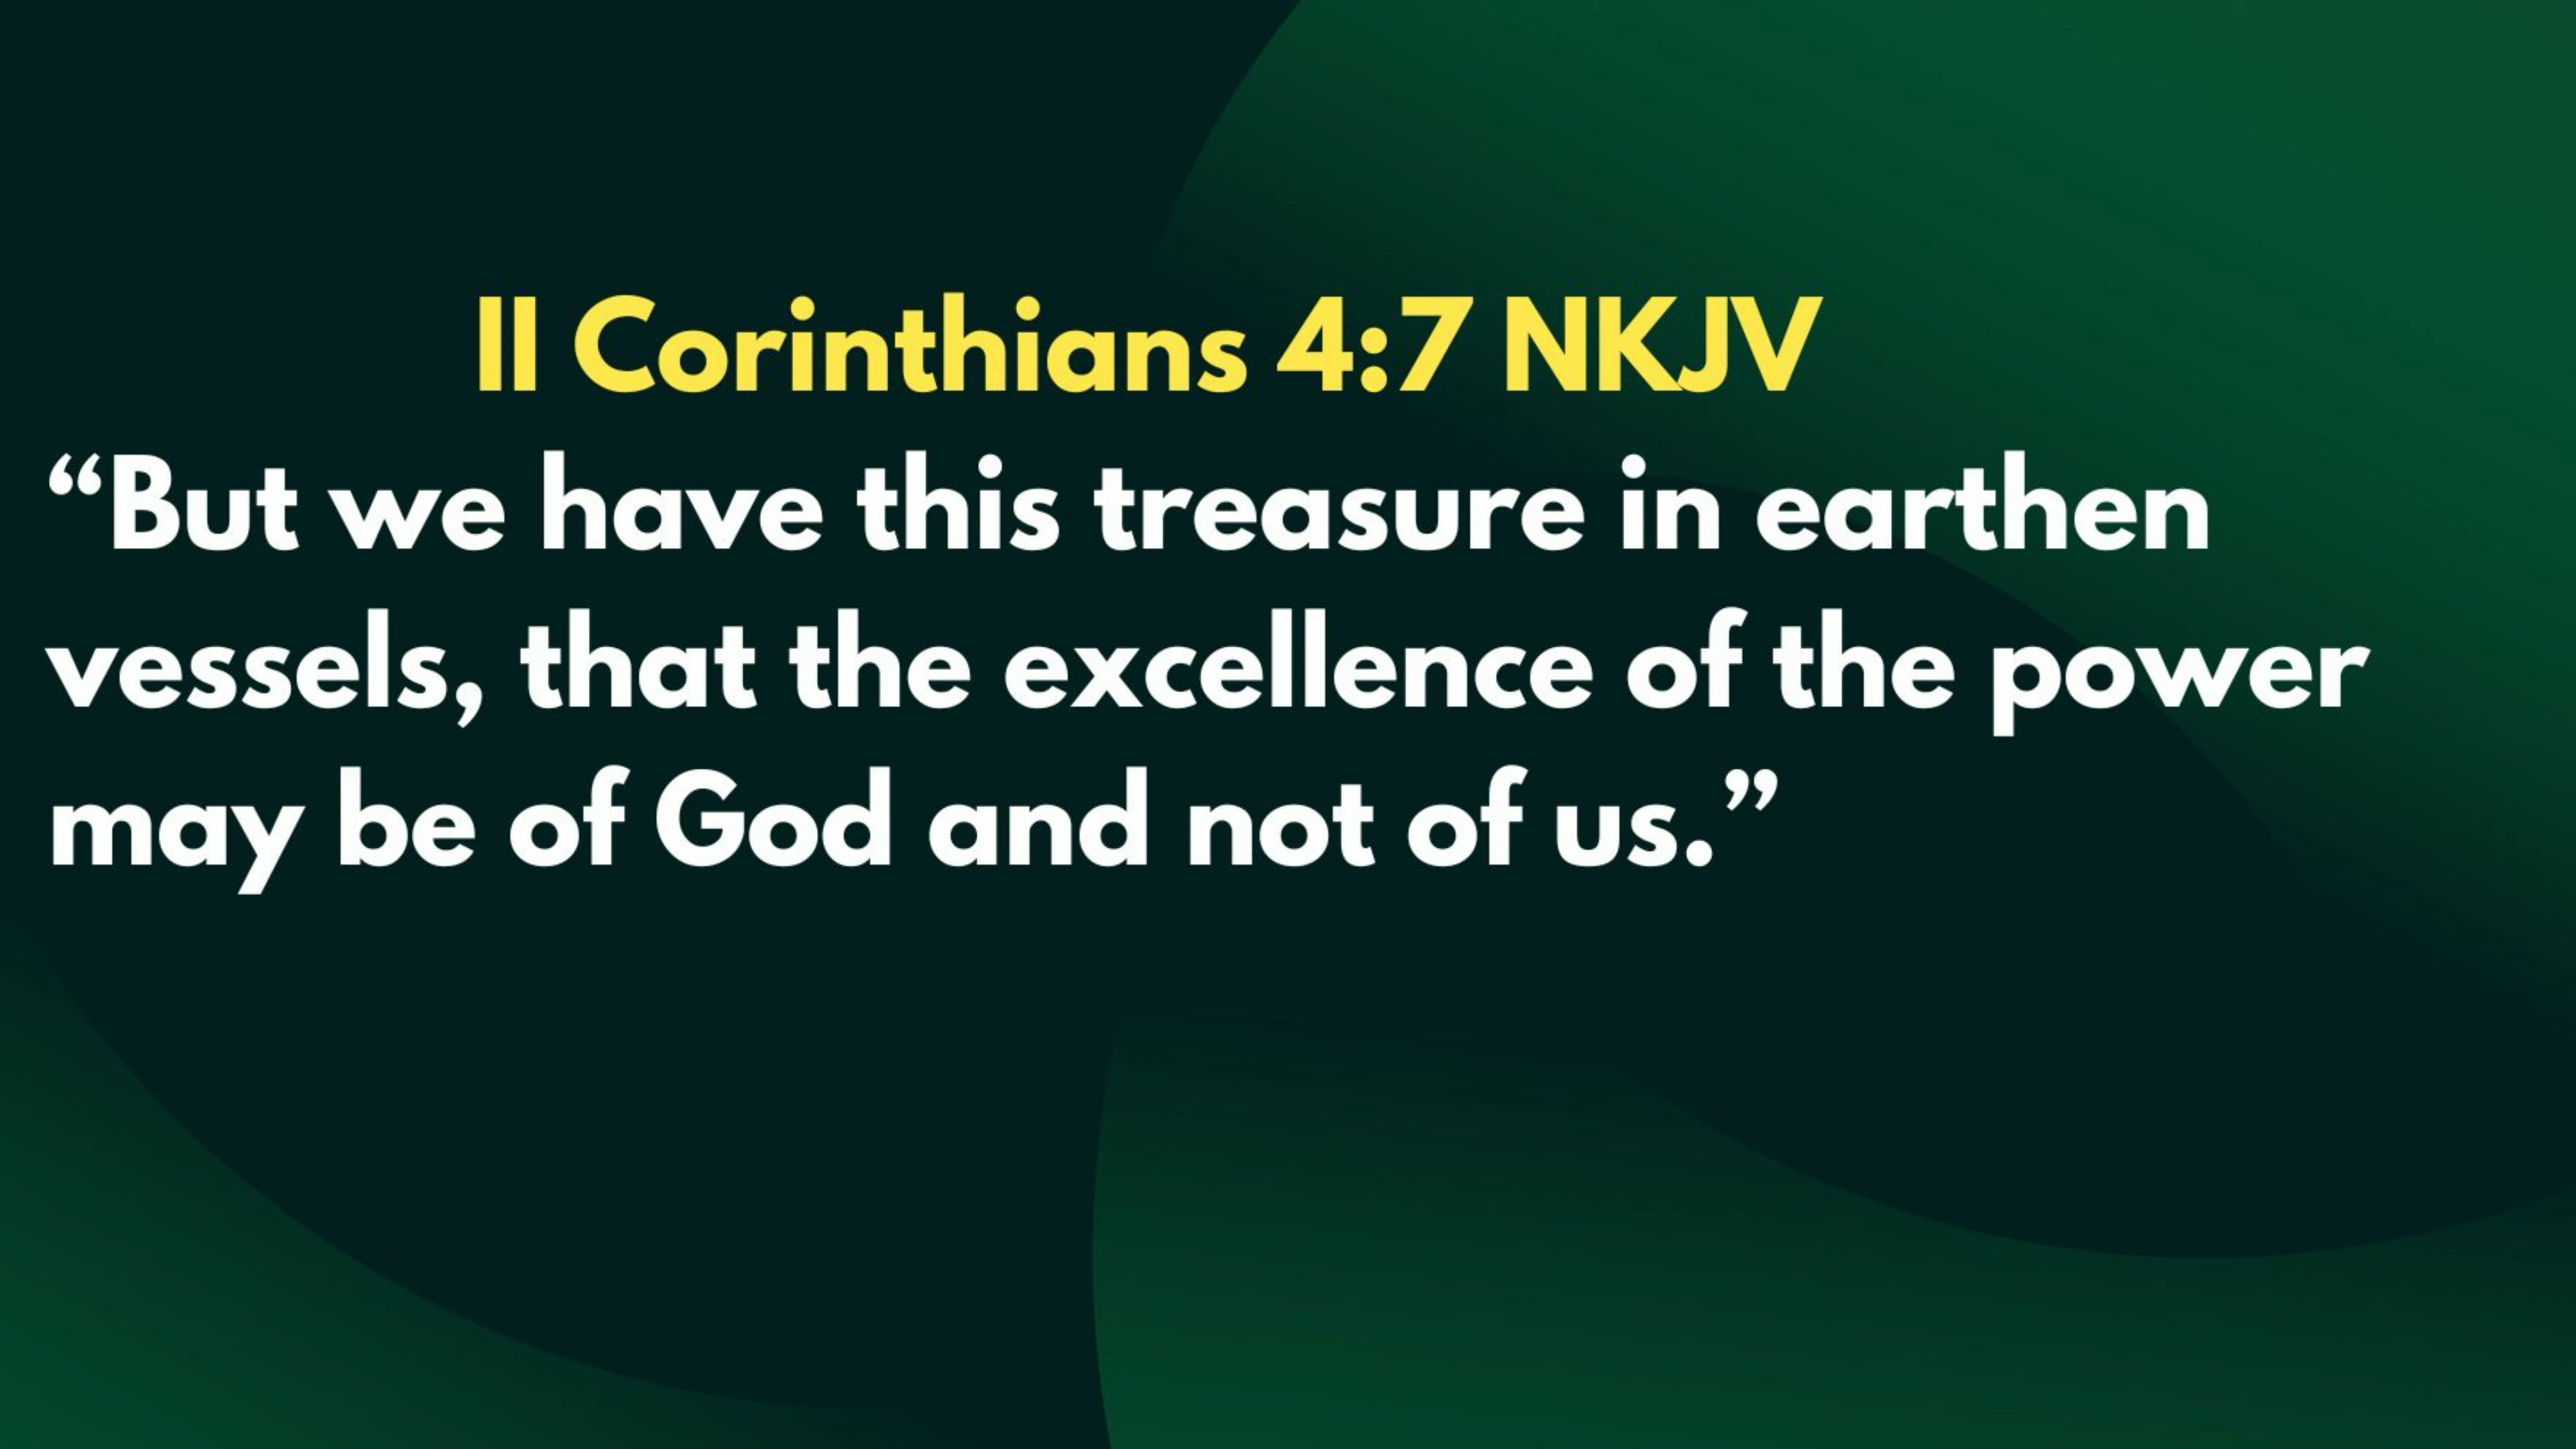 II Corinthians 4:7 NKJV
“But we have this treasure in earthen
vessels, that the excellence of the power
may be of God and not of us.”